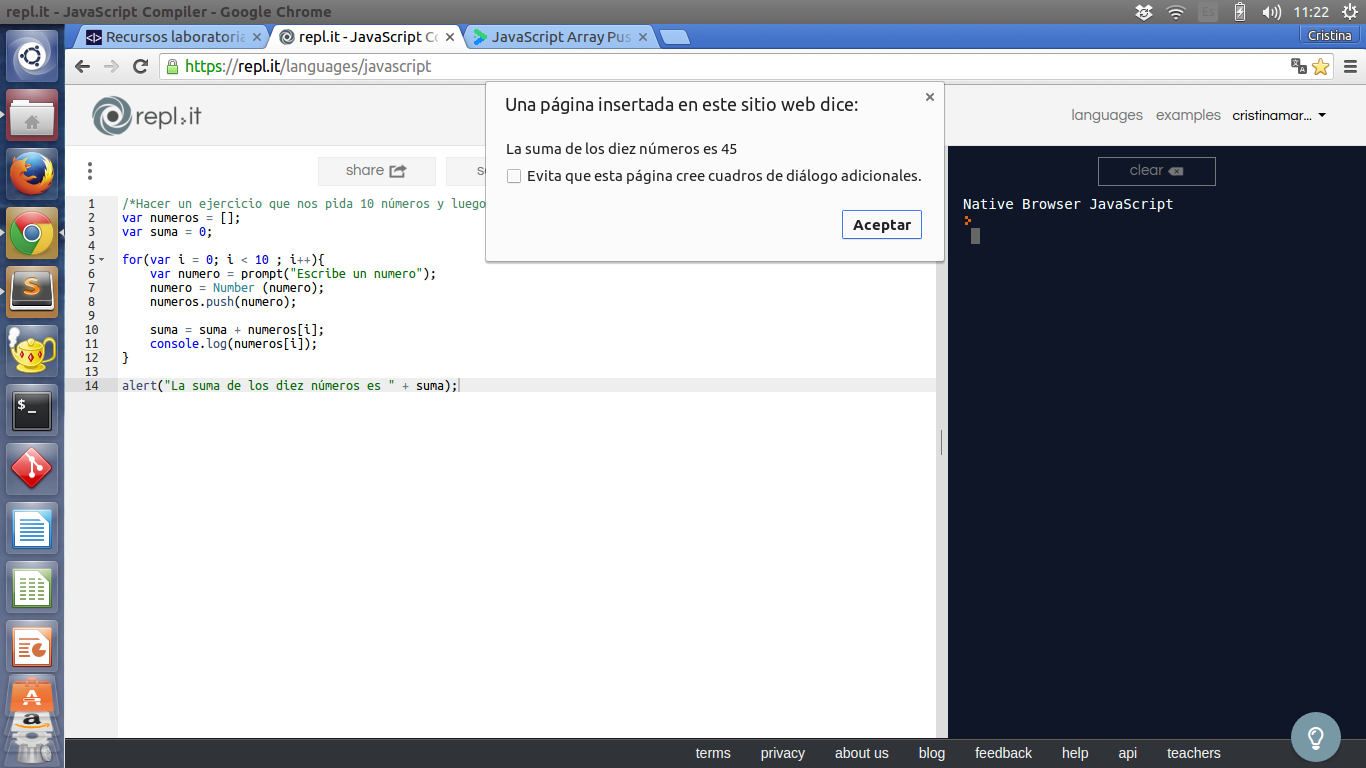 repl.it - JavaScript Compiler - Google Chrome
Es
11:22
Recursos laboratoria
repl.it - JavaScript Co
JavaScript Array Pus
Cristina
https://repl.it/languages/javascript
repl.it
languages
examples
cristinamar...
Una página insertada en este sitio web dice:
La suma de los diez números es 45
Evita que esta página cree cuadros de diálogo adicionales.
Aceptar
share
clear
1 /*Hacer un ejercicio que nos pida 10 números y luego
2 var numeros = [];
3 var suma = 0;
4
5 for(var i = 0; i < 10 ; i++){
6 var numero = prompt("Escribe un numero");
7 numero = Number (numero);
8 numeros.push(numero);
9
10 suma = suma + numeros[i];
11 console.log(numeros[i]);
12 }
13
14 alert("La suma de los diez números es " + suma);
Native Browser JavaScript
terms privacy about us blog feedback help api teachers